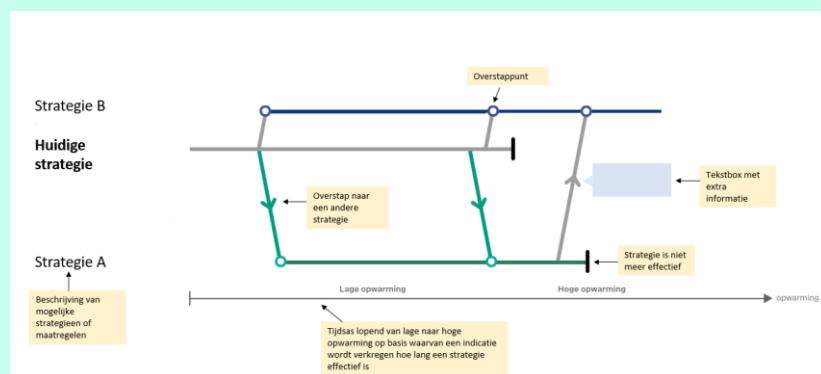 Overstappunt
Strategie B
Huidige
strategie
Tekstbox met
extra
informatie
Overstap naar
een andere
strategie
Strategie is niet
meer effectief
Strategie A
Lage opwarming
Hoge opwarming
opwarming
Beschrijving van
mogelijke
strategieen of
maatregelen
Tijdsas lopend van lage naar hoge
opwarming op basis waarvan een indicatie
wordt verkregen hoe lang een strategie
effectief is